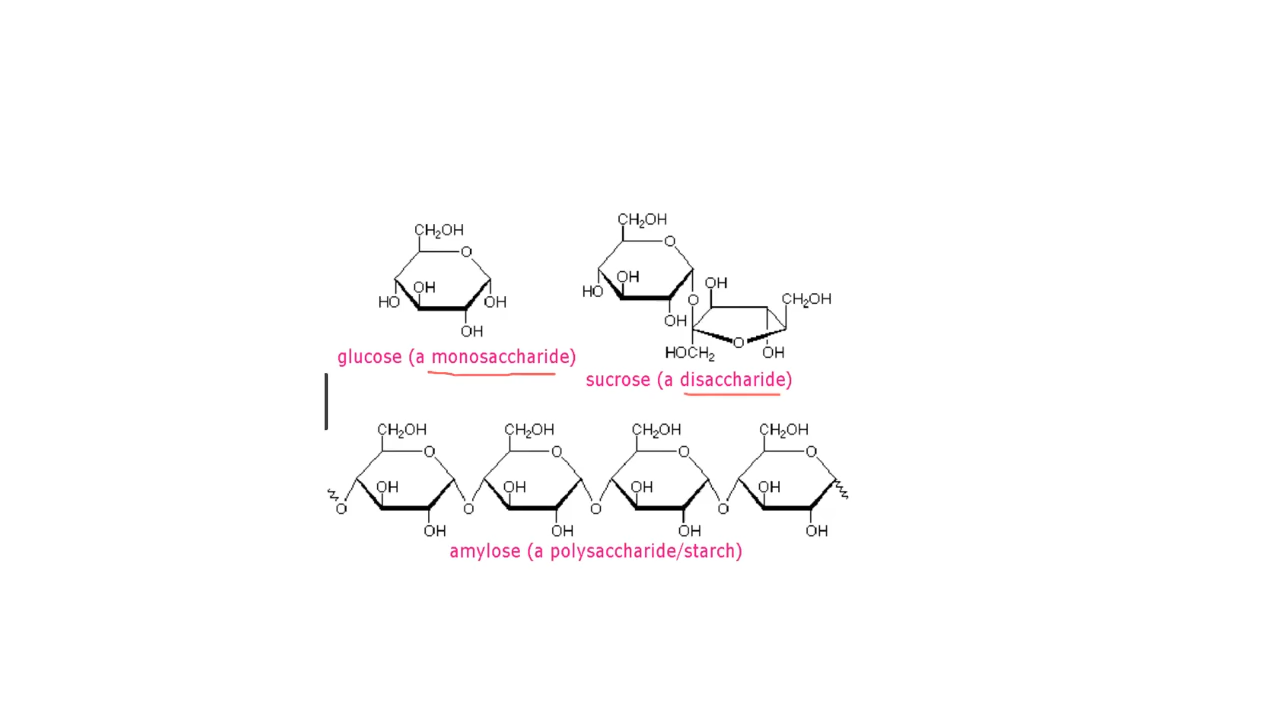 CH2OH
O
OH
HO
OH
OH
glucose (a monosaccharide)
CH2OH
O
OH
HO
OH
O
OH
CH2OH
HOCH2
O
OH
sucrose (a disaccharide)
CH2OH
CH2OH
CH2OH
CH2OH
O
O
O
O
OH
OH
OH
OH
O
O
O
O
OH
OH
OH
OH
amylose (a polysaccharide/starch)